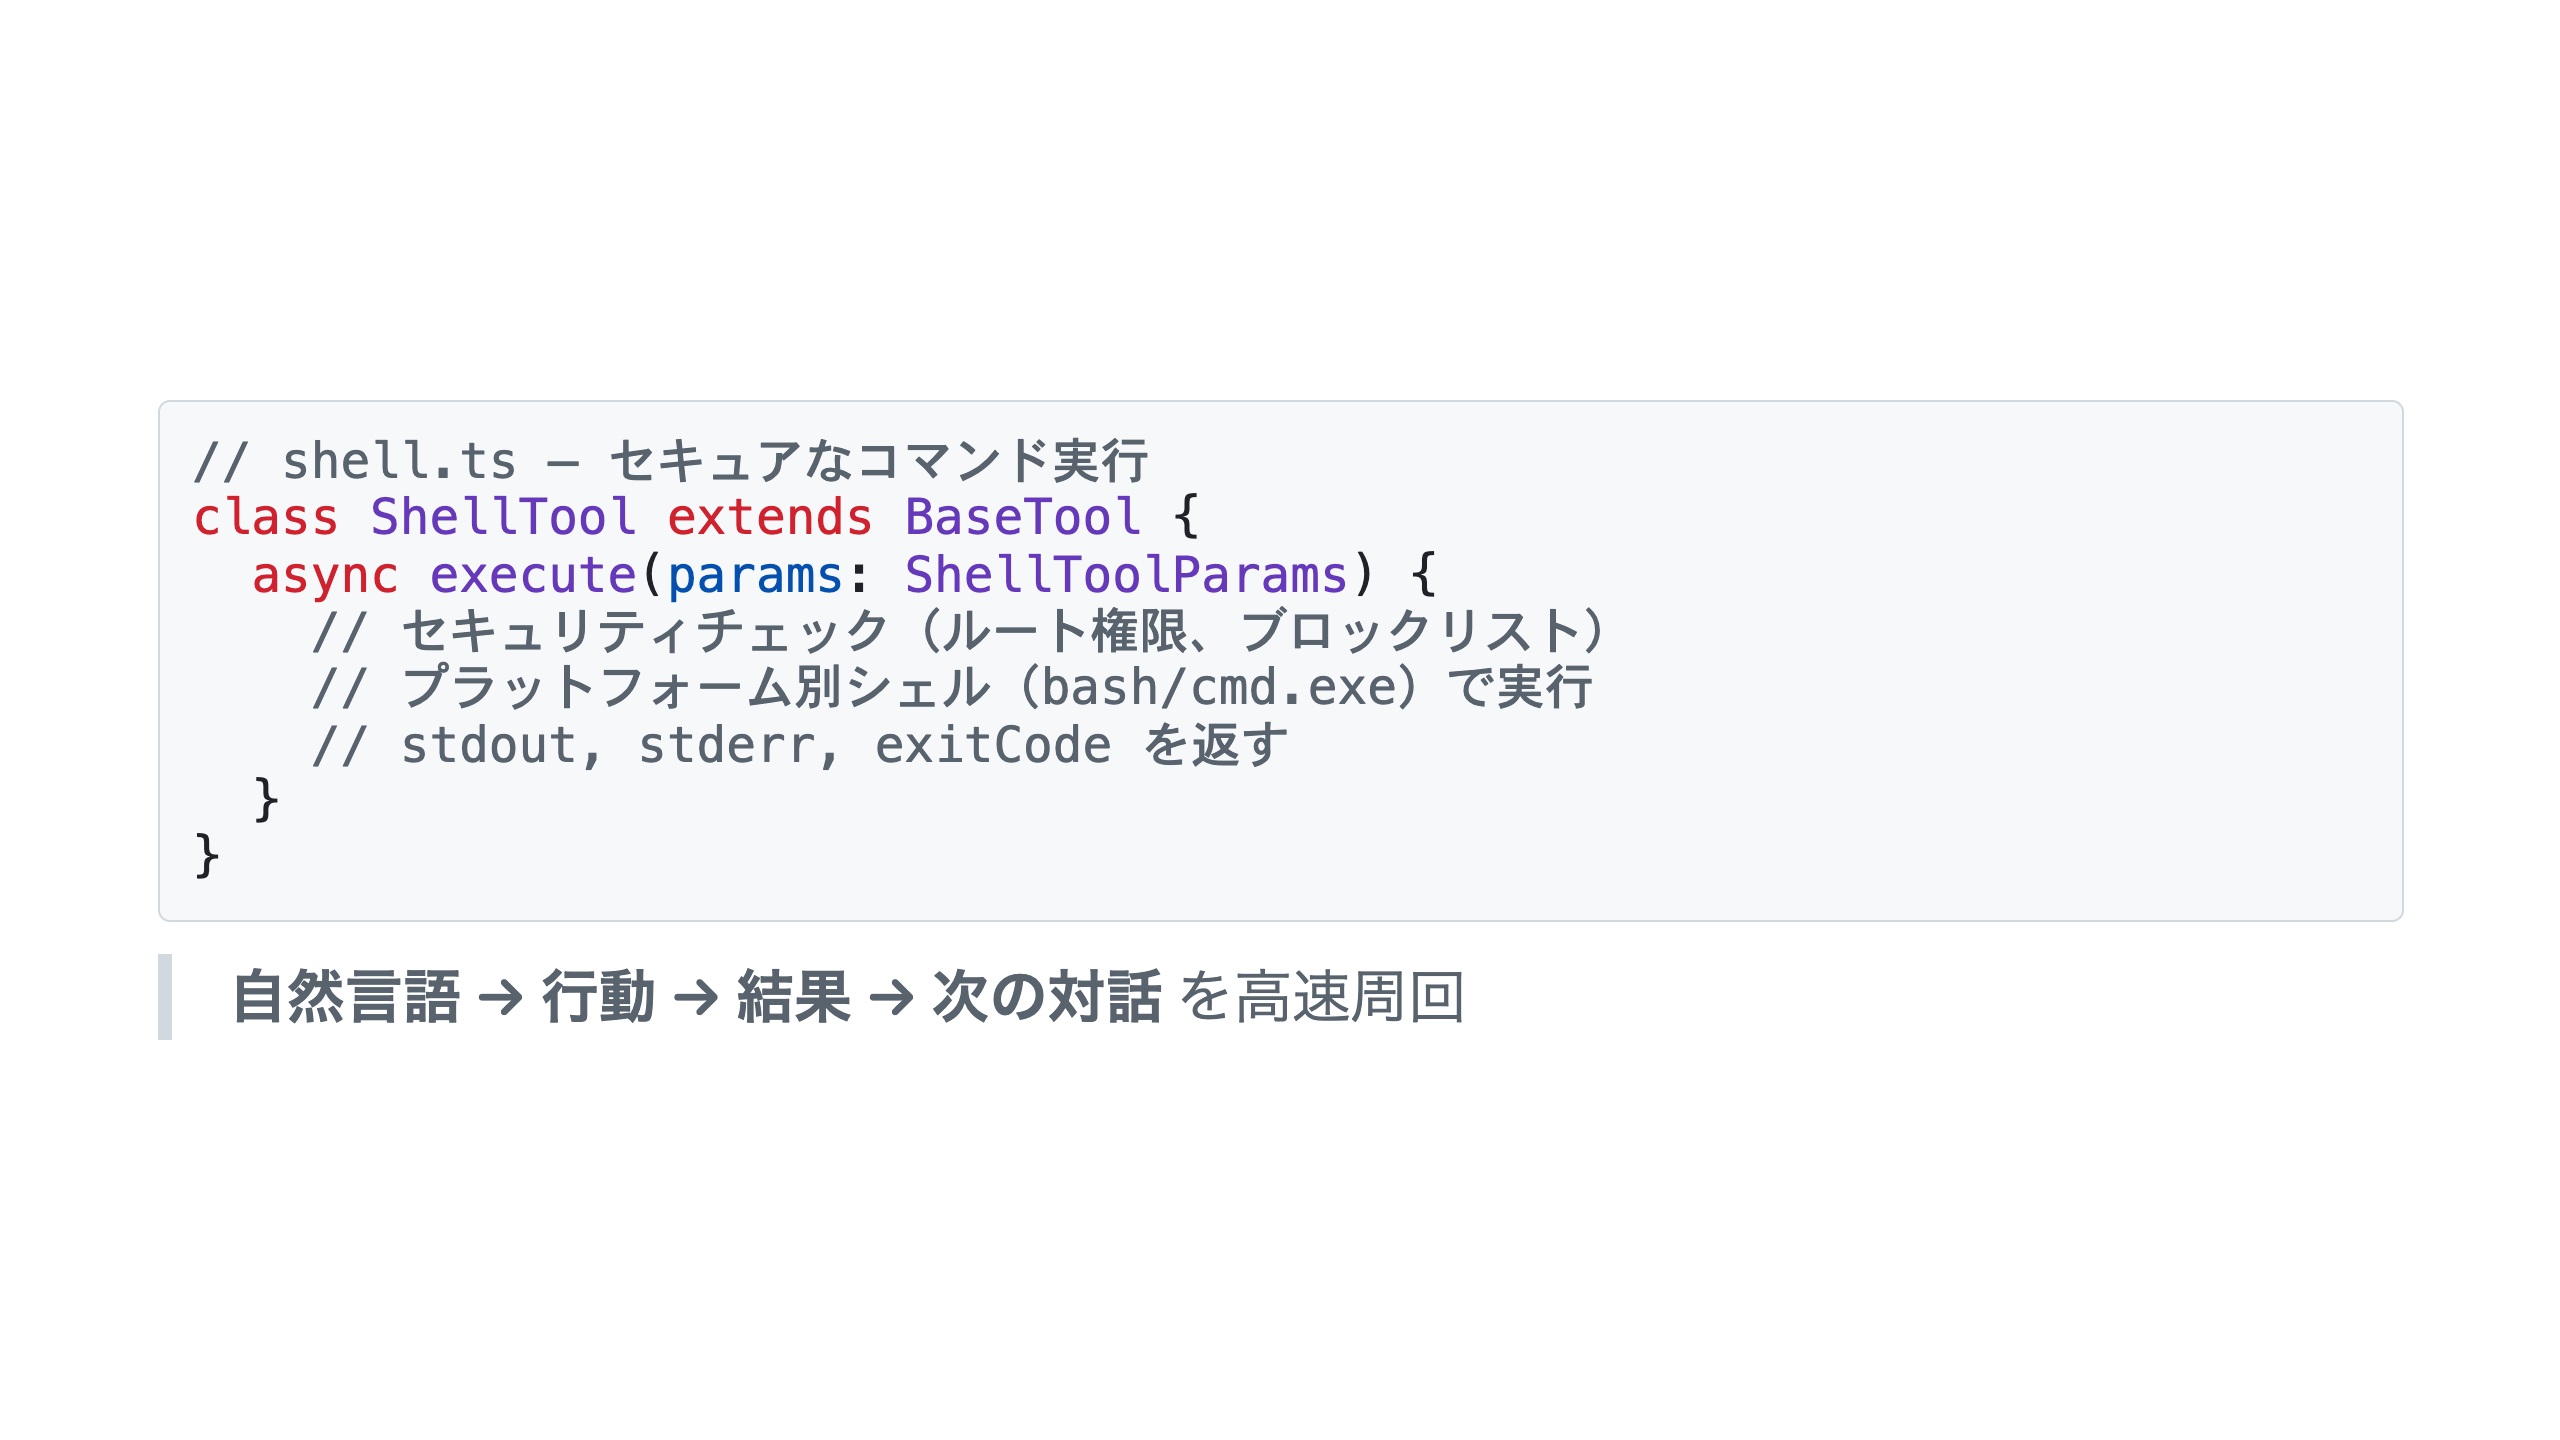 // shell.ts — セキュアなコマンド実行
class ShellTool extends BaseTool {
  async execute(params: ShellToolParams) {
    // セキュリティチェック（ルート権限、ブロックリスト）
    // プラットフォーム別シェル（bash/cmd.exe）で実行
    // stdout, stderr, exitCode を返す
  }
}
自然言語 → 行動 → 結果 → 次の対話 を高速周回